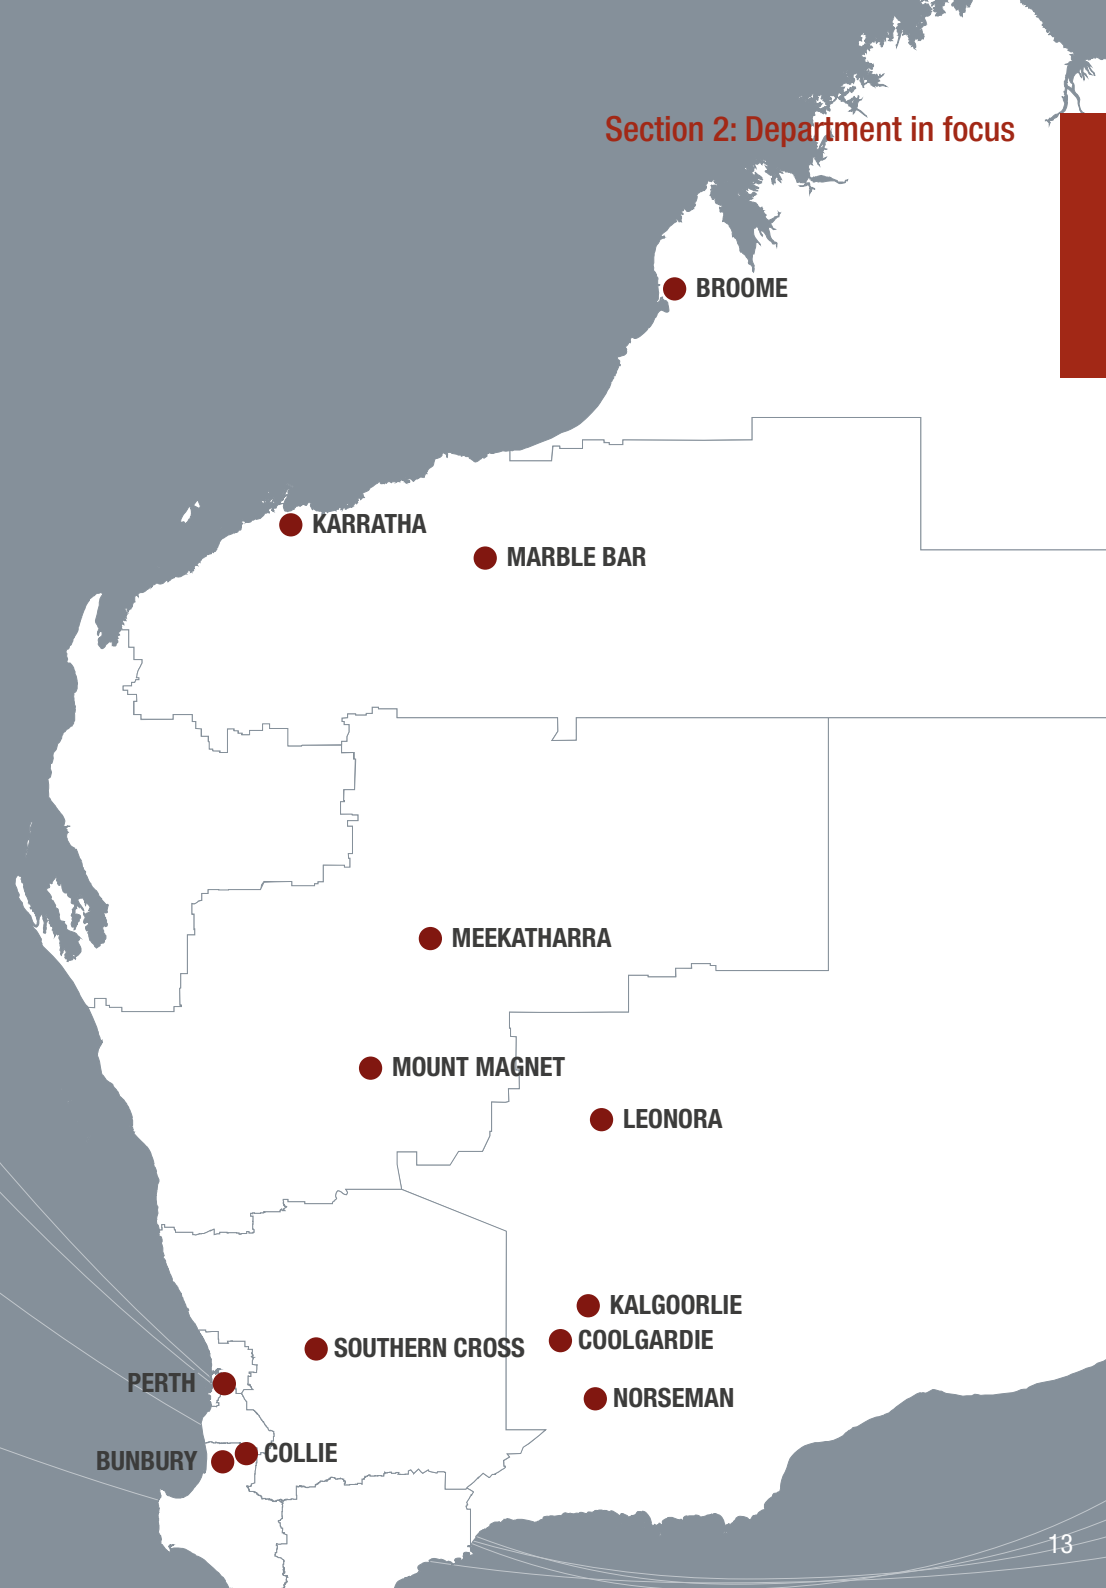 Section 2: Department in focus
BROOME
KARRATHA
MARBLE BAR
MEEKATHARRA
MOUNT MAGNET
LEONORA
KALGOORLIE
COOLGARDIE
SOUTHERN CROSS
PERTH
NORSEMAN
COLLIE
BUNBURY
13